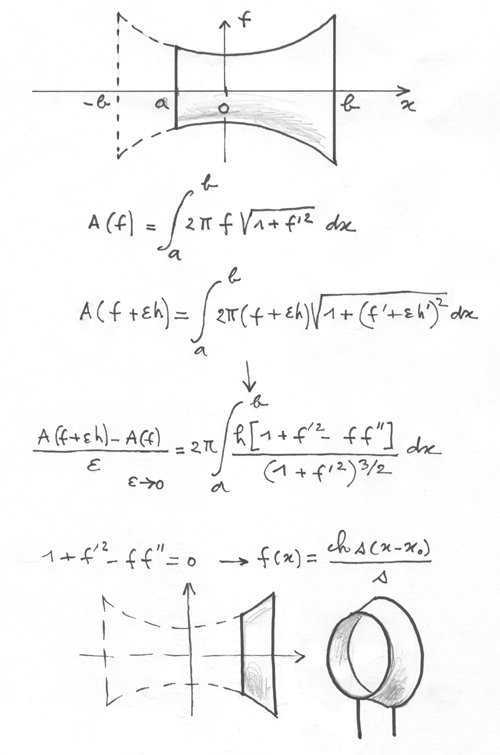 f
-b a 0 b x
A(f) = ∫_a^b 2π f √(1+f'²) dx
A(f+εh) = ∫_a^b 2π(f+εh)√(1+(f'+εh')²) dx
↓
(A(f+εh)-A(f))/ε = 2π ∫_a^b h[1+f'²-ff'']/(1+f'²)^{3/2} dx
ε→0
1+f'²-ff''=0 → f(x) = ch s(x-x₀)/s